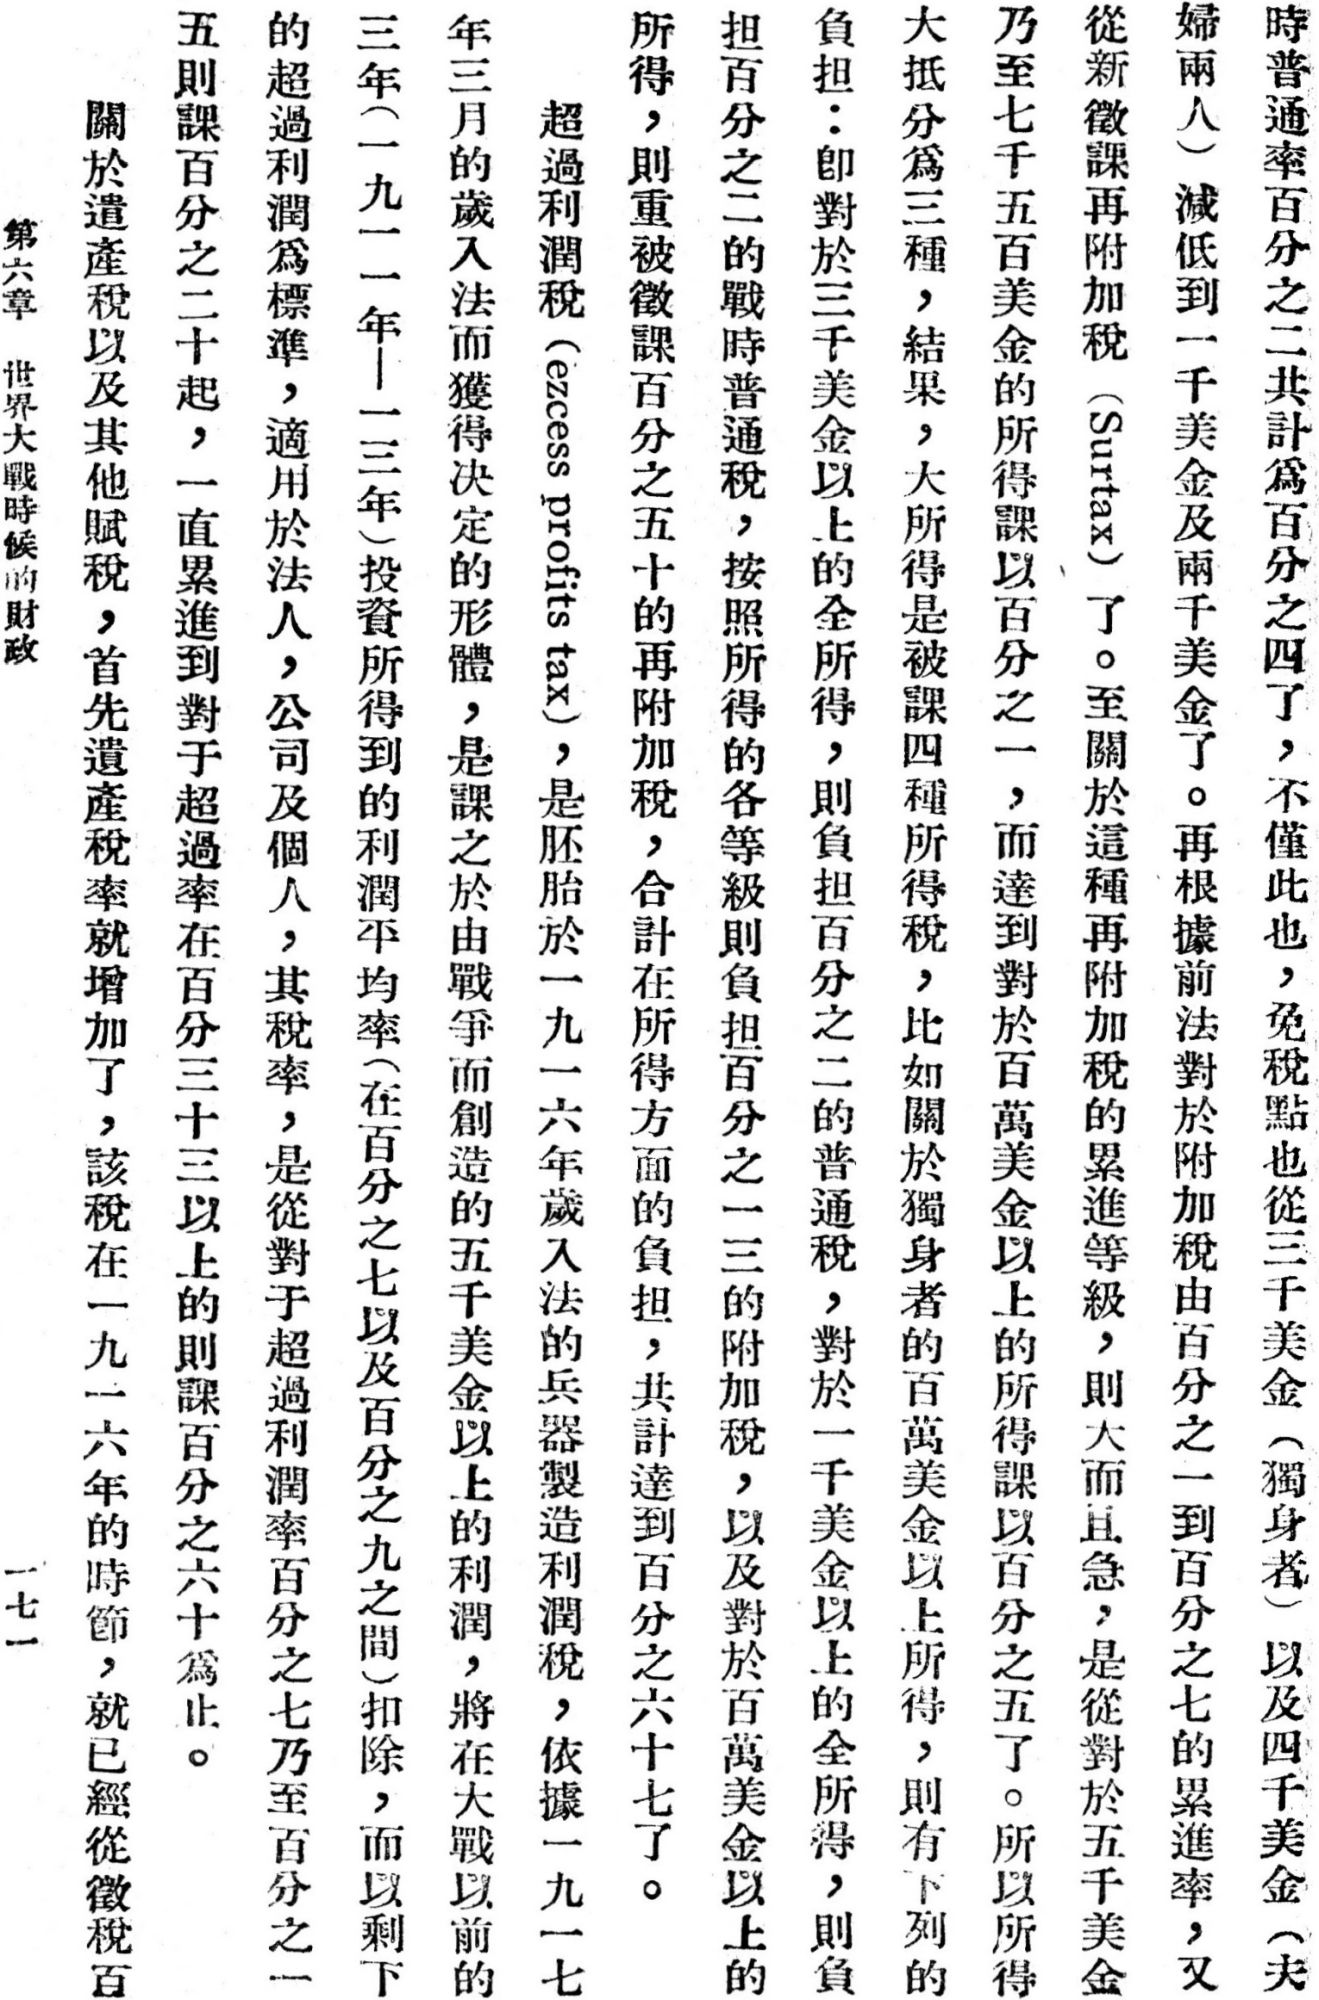 時普通率百分之二共計爲百分之四了，不僅此也，免稅點也從三千美金（獨身者）以及四千美金（夫
婦兩人）減低到一千美金及兩千美金了。再根據前法對於附加稅由百分之一到百分之七的累進率，又
從新徵課再附加稅（Surtax）了。至關於這種再附加稅的累進等級，則大而且急，是從對於五千美金
乃至七千五百美金的所得課以百分之一，而達到對於百萬美金以上的所得課以百分之五了。所以所得
大抵分爲三種，結果，大所得是被課四種所得稅，比如關於獨身者的百萬美金以上所得，則有下列的
負担：卽對於三千美金以上的全所得，則負担百分之二的普通稅，對於一千美金以上的全所得，則負
担百分之二的戰時普通稅，按照所得的各等級則負担百分之一三的附加稅，以及對於百萬美金以上的
所得，則重被徵課百分之五十的再附加稅，合計在所得方面的負担，共計達到百分之六十七了。
超過利潤稅（ezcess profits tax），是胚胎於一九一六年歲入法的兵器製造利潤稅，依據一九一七
年三月的歲入法而獲得决定的形體，是課之於由戰爭而創造的五千美金以上的利潤，將在大戰以前的
三年（一九一一年—一三年）投資所得到的利潤平均率（在百分之七以及百分之九之間）扣除，而以剩下
的超過利潤爲標準，適用於法人，公司及個人，其稅率，是從對于超過利潤率百分之七乃至百分之一
五則課百分之二十起，一直累進到對于超過率在百分三十三以上的則課百分之六十爲止。
關於遺產稅以及其他賦稅，首先遺產稅率就增加了，該稅在一九一六年的時節，就已經從徵稅百
第六章　世界大戰時候的財政
一七一